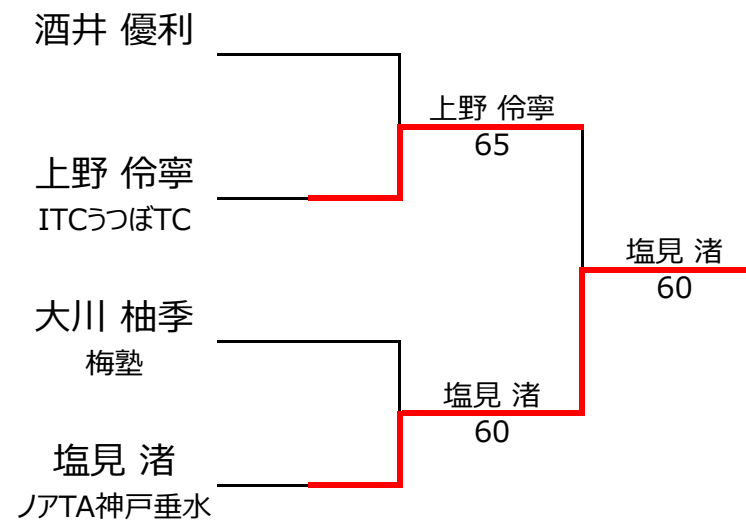 酒井 優利
上野 伶寧
65
上野 伶寧
ITCうつぼTC
塩見 渚
60
大川 柚季
梅塾
塩見 渚
60
塩見 渚
ノアTA神戸垂水